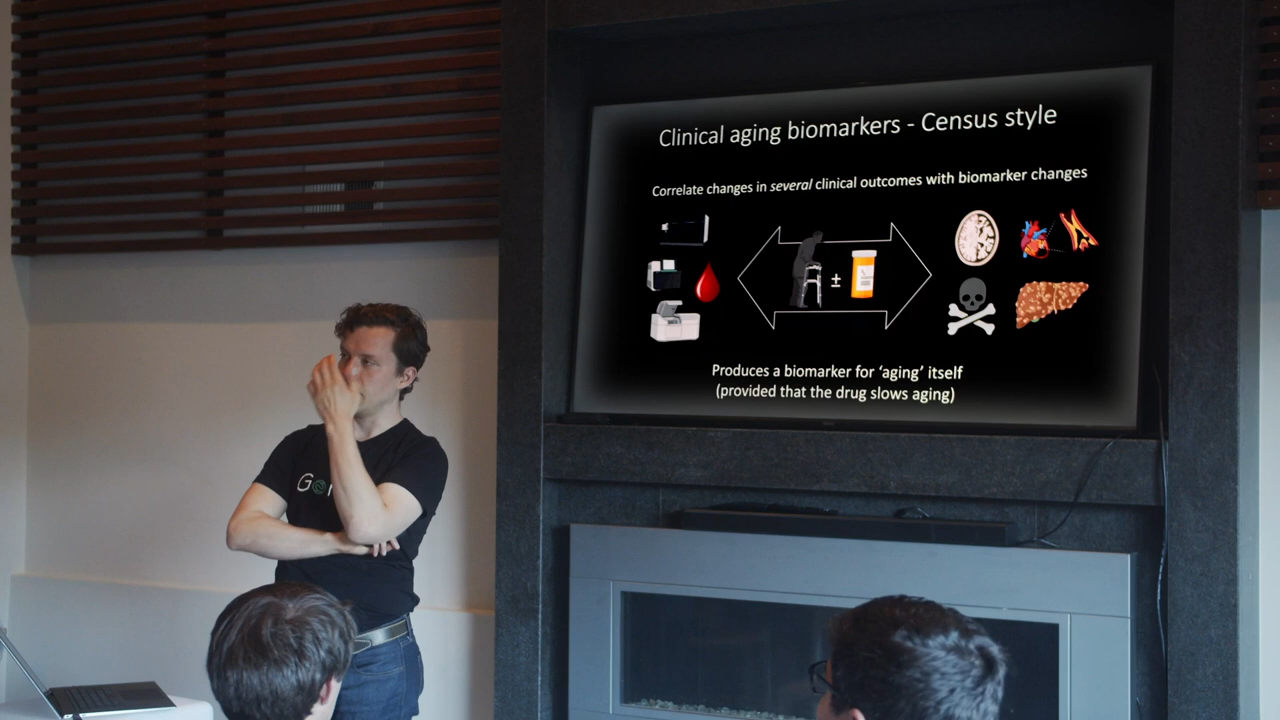 Clinical aging biomarkers - Census style
Correlate changes in several clinical outcomes with biomarker changes
±
Produces a biomarker for ‘aging’ itself
(provided that the drug slows aging)